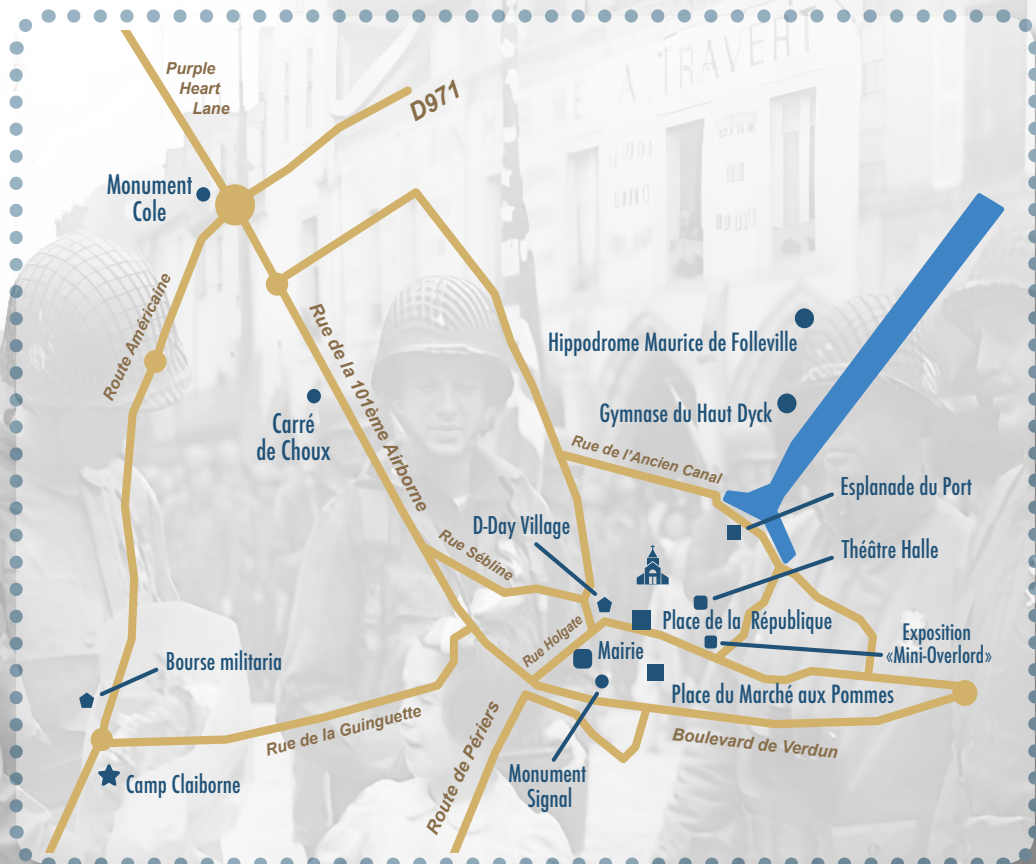 A TRAVERT
Purple
Heart
Lane
D971
Monument
Cole
Route Américaine
Rue de la 101ème Airborne
Hippodrome Maurice de Folleville
Carré
de Choux
Gymnase du Haut Dyck
Rue de l'Ancien Canal
Esplanade du Port
D-Day Village
Rue Sébline
Théâtre Halle
Place de la République
Rue Holgate
Mairie
Exposition
«Mini-Overlord»
Bourse militaria
Place du Marché aux Pommes
Rue de la Guinguette
Route de Périers
Boulevard de Verdun
Monument
Signal
Camp Claiborne